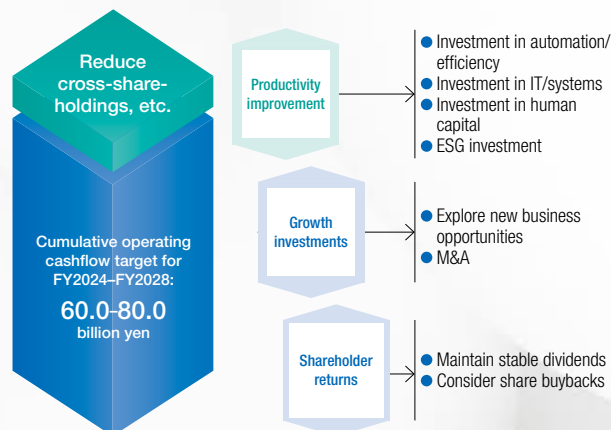 Reduce
cross-share-
holdings, etc.
Cumulative operating
cashflow target for
FY2024–FY2028:
60.0-80.0
billion yen
Productivity
improvement
● Investment in automation/
efficiency
● Investment in IT/systems
● Investment in human
capital
● ESG investment
Growth
investments
● Explore new business
opportunities
● M&A
Shareholder
returns
● Maintain stable dividends
● Consider share buybacks